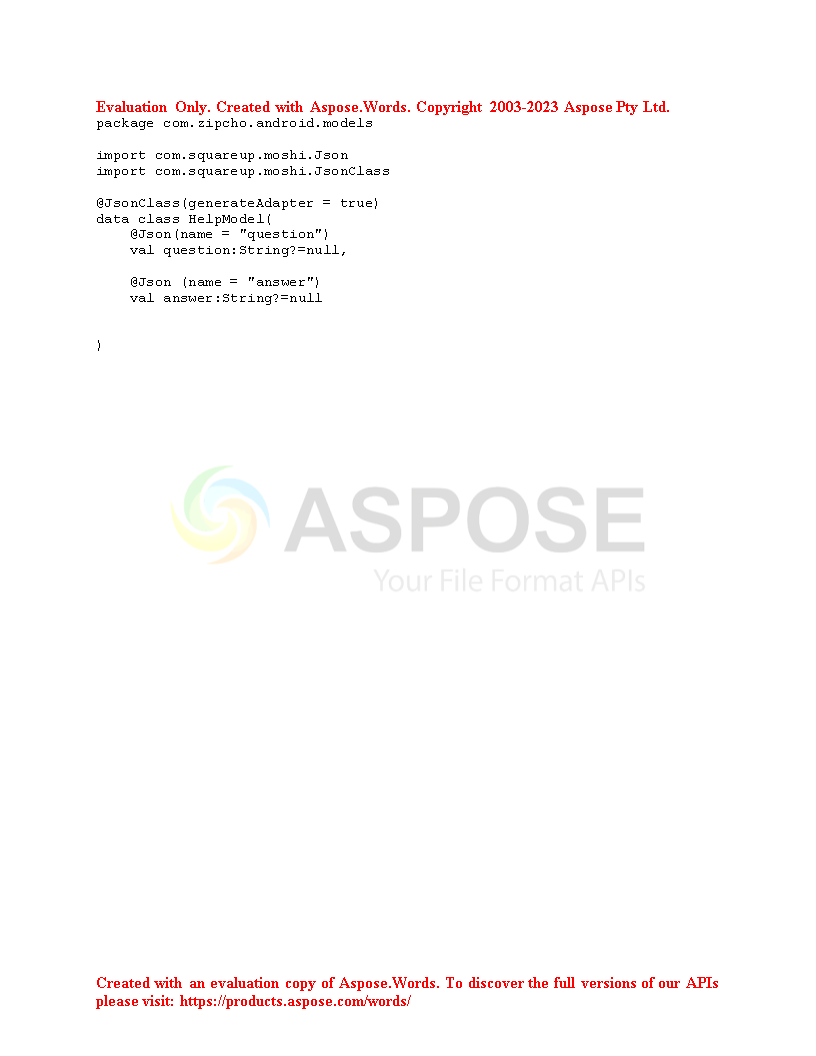 Evaluation Only. Created with Aspose.Words. Copyright 2003-2023 Aspose Pty Ltd.
package com.zipcho.android.models
import com.squareup.moshi.Json
import com.squareup.moshi.JsonClass
@JsonClass(generateAdapter = true)
data class HelpModel(
    @Json(name = "question")
    val question:String?=null,
    @Json (name = "answer")
    val answer:String?=null
)
ASPOSE
Your File Format APIs
Created with an evaluation copy of Aspose.Words. To discover the full versions of our APIs
please visit: https://products.aspose.com/words/